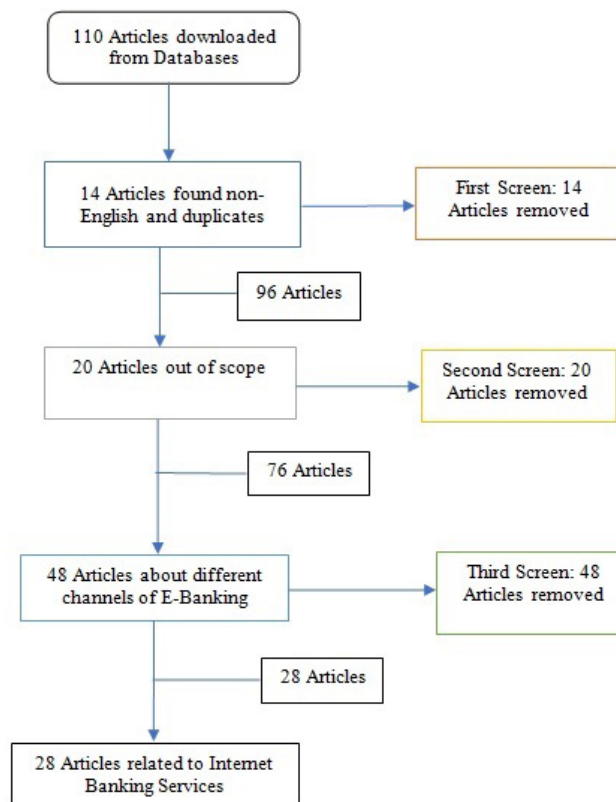 110 Articles downloaded
from Databases
14 Articles found non-
English and duplicates
First Screen: 14
Articles removed
96 Articles
20 Articles out of scope
Second Screen: 20
Articles removed
76 Articles
48 Articles about different
channels of E-Banking
Third Screen: 48
Articles removed
28 Articles
28 Articles related to Internet
Banking Services